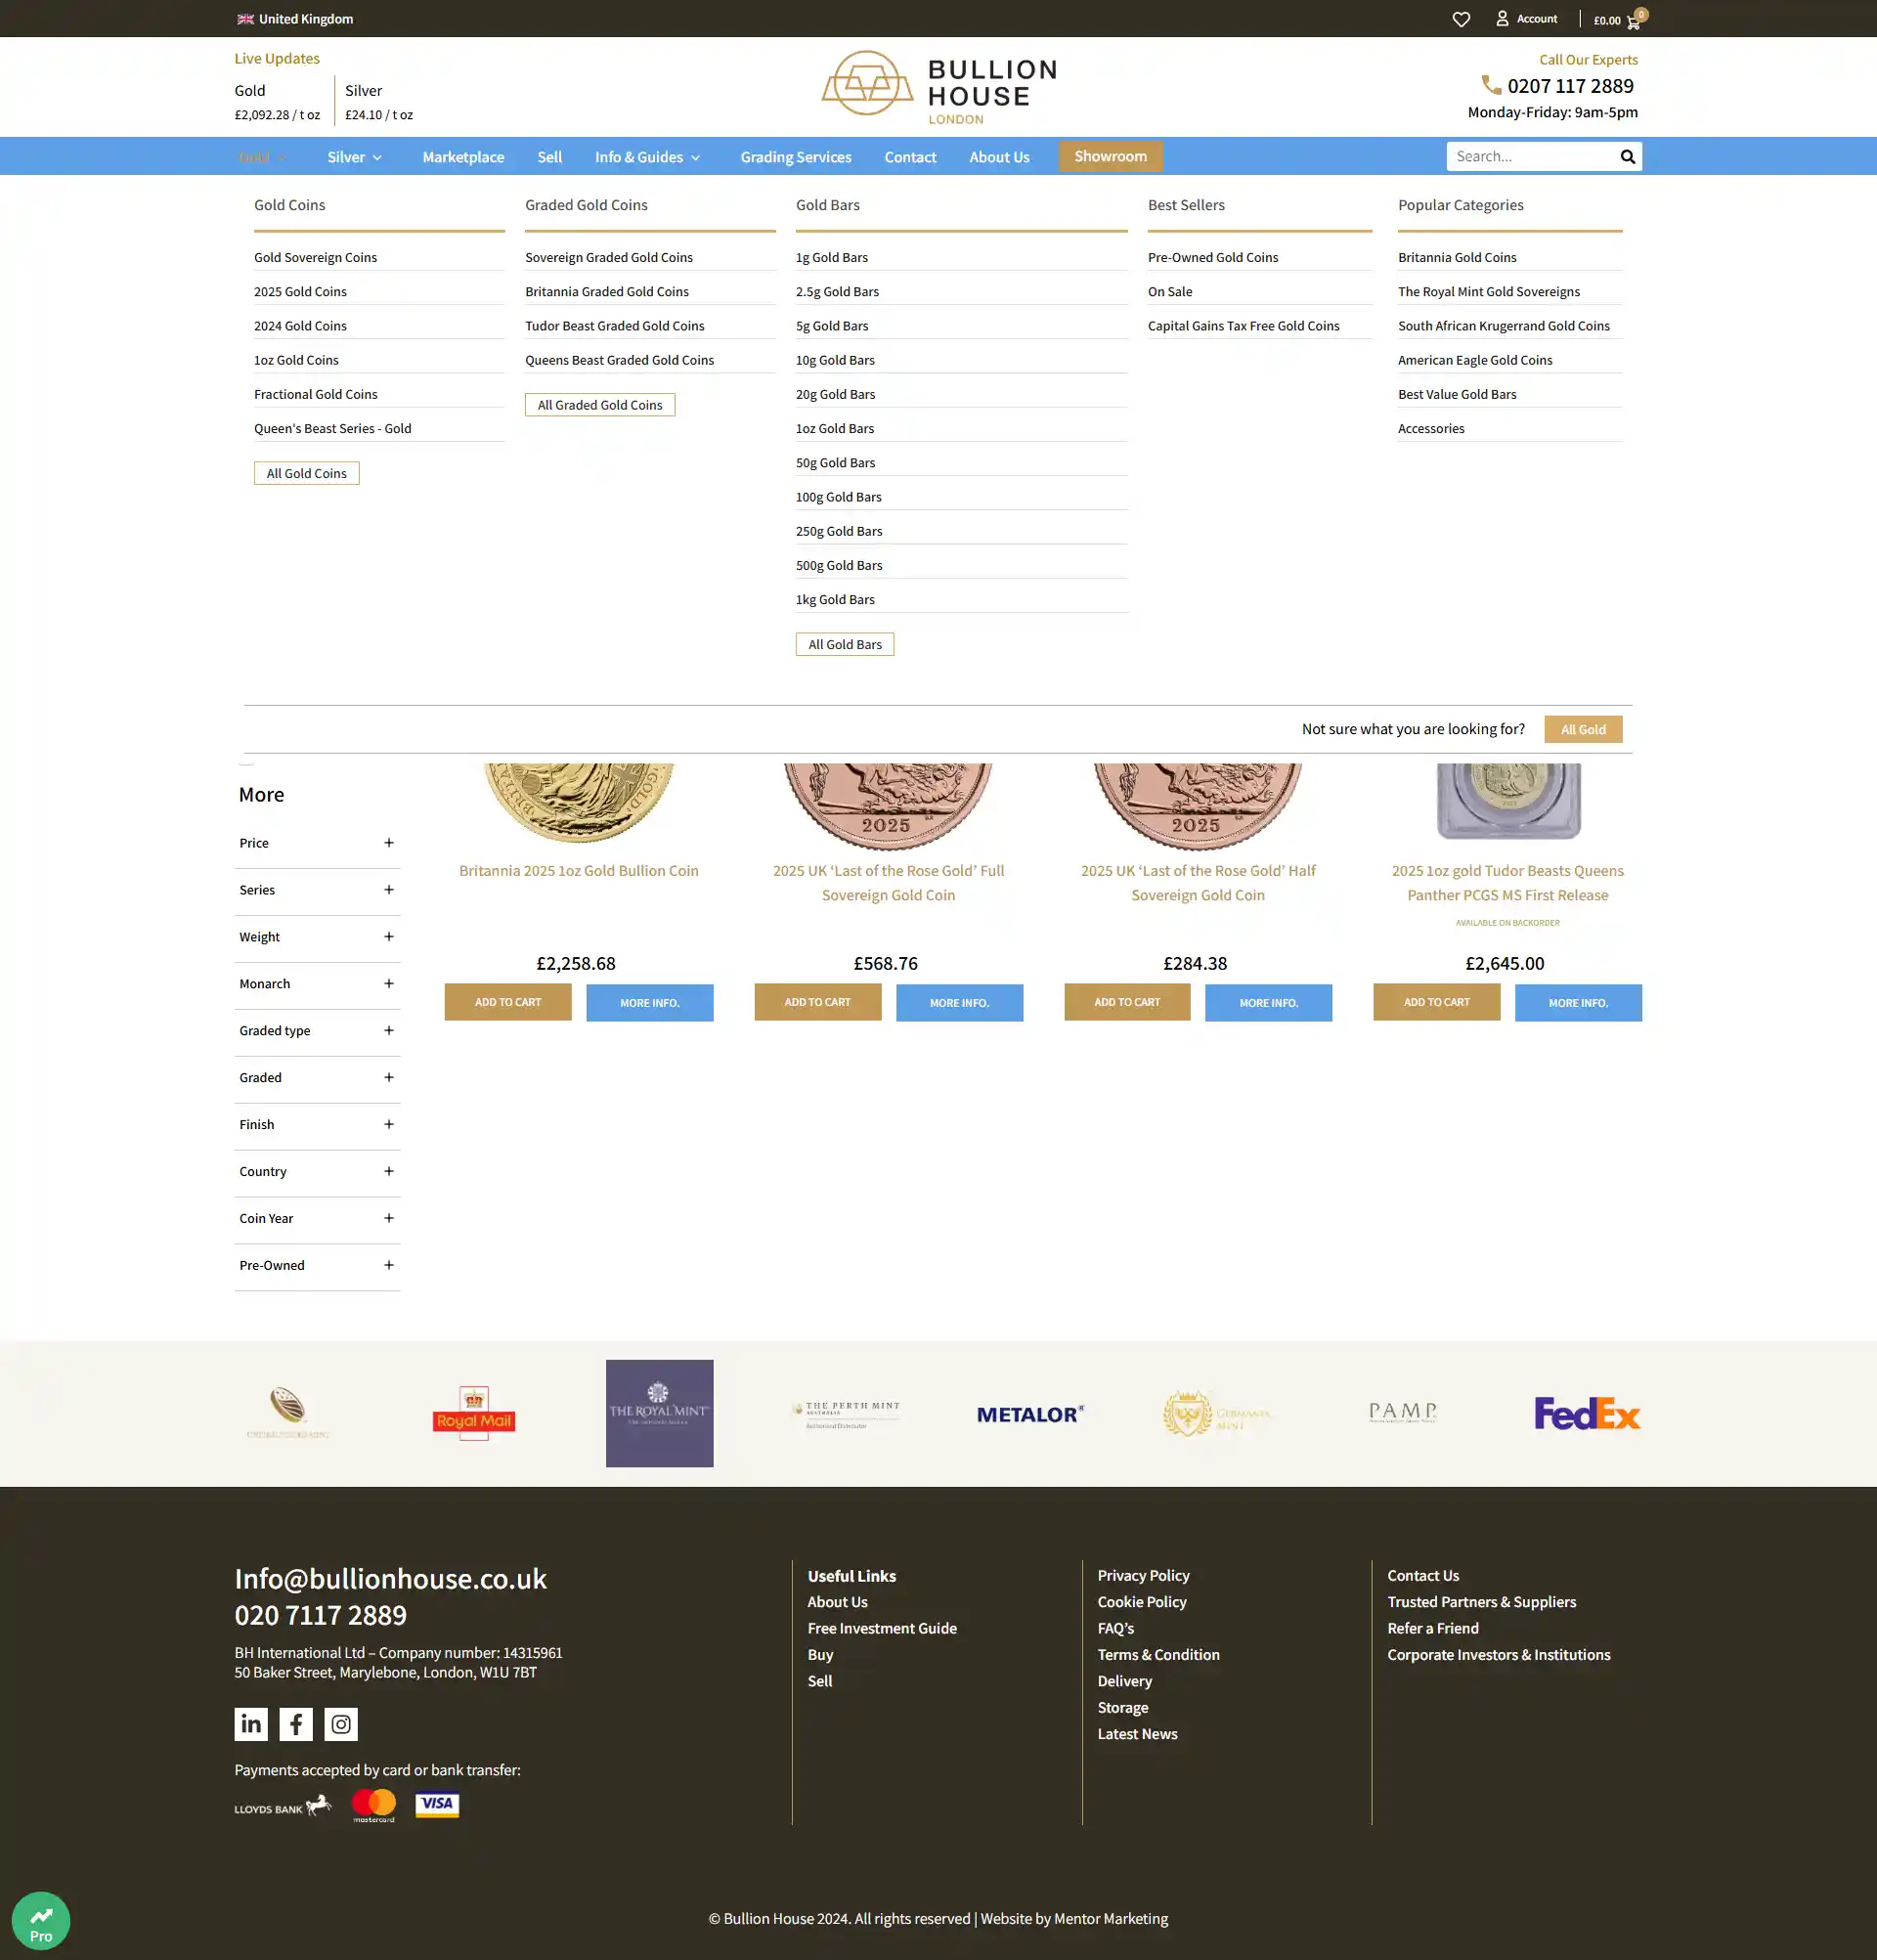 United Kingdom
Account
£0.00
0
Live Updates
Gold
£2,092.28 / t oz
Silver
£24.10 / t oz
BULLION
HOUSE
LONDON
Call Our Experts
0207 117 2889
Monday-Friday: 9am-5pm
Gold
Silver
Marketplace
Sell
Info & Guides
Grading Services
Contact
About Us
Showroom
Search...
Gold Coins
Gold Sovereign Coins
2025 Gold Coins
2024 Gold Coins
1oz Gold Coins
Fractional Gold Coins
Queen's Beast Series - Gold
All Gold Coins
Graded Gold Coins
Sovereign Graded Gold Coins
Britannia Graded Gold Coins
Tudor Beast Graded Gold Coins
Queens Beast Graded Gold Coins
All Graded Gold Coins
Gold Bars
1g Gold Bars
2.5g Gold Bars
5g Gold Bars
10g Gold Bars
20g Gold Bars
1oz Gold Bars
50g Gold Bars
100g Gold Bars
250g Gold Bars
500g Gold Bars
1kg Gold Bars
All Gold Bars
Best Sellers
Pre-Owned Gold Coins
On Sale
Capital Gains Tax Free Gold Coins
Popular Categories
Britannia Gold Coins
The Royal Mint Gold Sovereigns
South African Krugerrand Gold Coins
American Eagle Gold Coins
Best Value Gold Bars
Accessories
Not sure what you are looking for?
All Gold
More
Price
Series
Weight
Monarch
Graded type
Graded
Finish
Country
Coin Year
Pre-Owned
Britannia 2025 1oz Gold Bullion Coin
£2,258.68
ADD TO CART
MORE INFO.
2025
2025 UK ‘Last of the Rose Gold’ Full
Sovereign Gold Coin
£568.76
ADD TO CART
MORE INFO.
2025
2025 UK ‘Last of the Rose Gold’ Half
Sovereign Gold Coin
£284.38
ADD TO CART
MORE INFO.
2025 1oz gold Tudor Beasts Queens
Panther PCGS MS First Release
AVAILABLE ON BACKORDER
£2,645.00
ADD TO CART
MORE INFO.
Royal Mail
THE ROYAL MINT
THE PERTH MINT
AUSTRALIA
Authorised Distributor
METALOR®
GERMANIA
MINT
PAMP
FedEx
Info@bullionhouse.co.uk
020 7117 2889
BH International Ltd – Company number: 14315961
50 Baker Street, Marylebone, London, W1U 7BT
Payments accepted by card or bank transfer:
LLOYDS BANK
mastercard
VISA
Useful Links
About Us
Free Investment Guide
Buy
Sell
Privacy Policy
Cookie Policy
FAQ’s
Terms & Condition
Delivery
Storage
Latest News
Contact Us
Trusted Partners & Suppliers
Refer a Friend
Corporate Investors & Institutions
Pro
© Bullion House 2024. All rights reserved | Website by Mentor Marketing